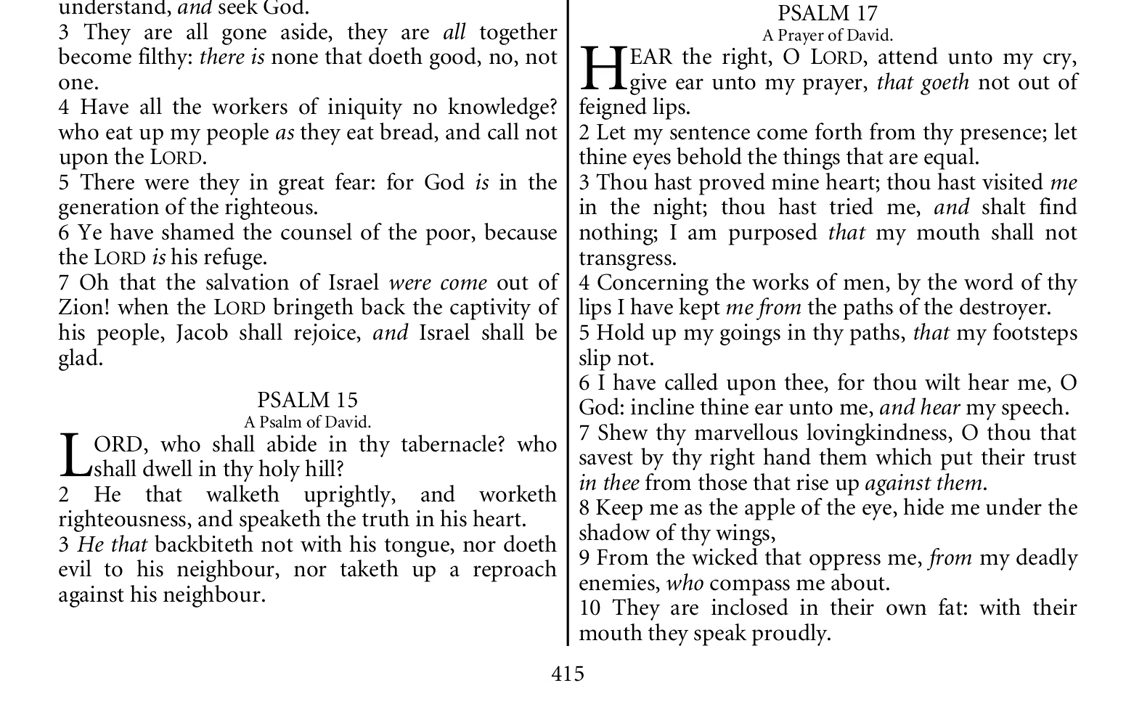 understand, and seek God.
3 They are all gone aside, they are all together
become filthy: there is none that doeth good, no, not
one.
4 Have all the workers of iniquity no knowledge?
who eat up my people as they eat bread, and call not
upon the LORD.
5 There were they in great fear: for God is in the
generation of the righteous.
6 Ye have shamed the counsel of the poor, because
the LORD is his refuge.
7 Oh that the salvation of Israel were come out of
Zion! when the LORD bringeth back the captivity of
his people, Jacob shall rejoice, and Israel shall be
glad.
PSALM 15
A Psalm of David.
LORD, who shall abide in thy tabernacle? who
shall dwell in thy holy hill?
2 He that walketh uprightly, and worketh
righteousness, and speaketh the truth in his heart.
3 He that backbiteth not with his tongue, nor doeth
evil to his neighbour, nor taketh up a reproach
against his neighbour.
PSALM 17
A Prayer of David.
HEAR the right, O LORD, attend unto my cry,
give ear unto my prayer, that goeth not out of
feigned lips.
2 Let my sentence come forth from thy presence; let
thine eyes behold the things that are equal.
3 Thou hast proved mine heart; thou hast visited me
in the night; thou hast tried me, and shalt find
nothing; I am purposed that my mouth shall not
transgress.
4 Concerning the works of men, by the word of thy
lips I have kept me from the paths of the destroyer.
5 Hold up my goings in thy paths, that my footsteps
slip not.
6 I have called upon thee, for thou wilt hear me, O
God: incline thine ear unto me, and hear my speech.
7 Shew thy marvellous lovingkindness, O thou that
savest by thy right hand them which put their trust
in thee from those that rise up against them.
8 Keep me as the apple of the eye, hide me under the
shadow of thy wings,
9 From the wicked that oppress me, from my deadly
enemies, who compass me about.
10 They are inclosed in their own fat: with their
mouth they speak proudly.
415